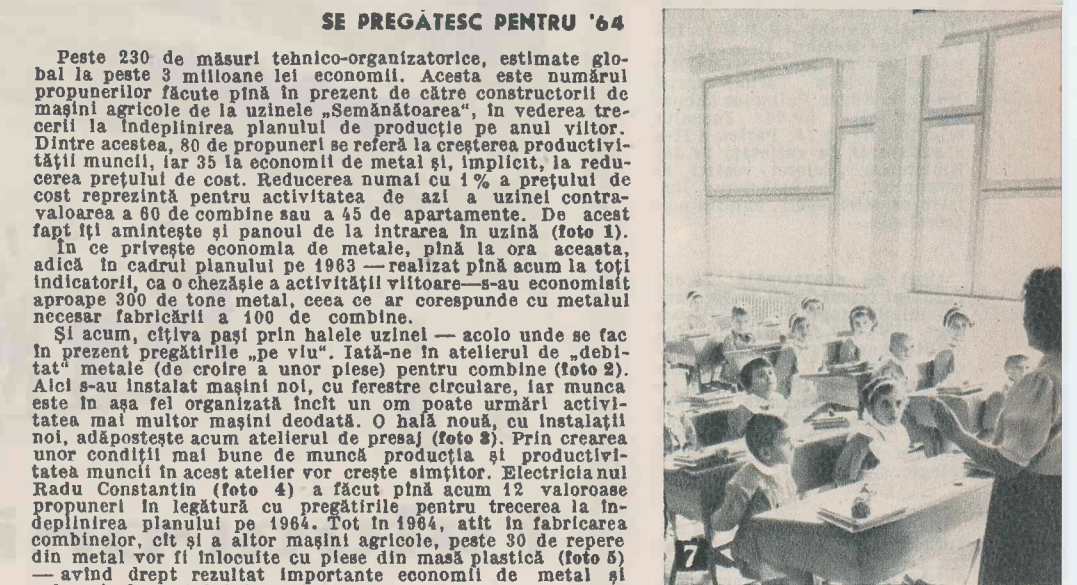 SE PREGĂTESC PENTRU '64
Peste 230 de măsuri tehnico-organizatorice, estimate glo-
bal la peste 3 milioane lei economii. Acesta este numărul
propunerilor făcute pînă în prezent de către constructorii de
mașini agricole de la uzinele „Semănătoarea“, în vederea tre-
cerii la îndeplinirea planului de producție pe anul viitor.
Dintre acestea, 80 de propuneri se referă la creșterea productivi-
tății muncii, iar 35 la economii de metal și, implicit, la redu-
cerea prețului de cost. Reducerea numai cu 1% a prețului de
cost reprezintă pentru activitatea de azi a uzinei contra-
valoarea a 60 de combine sau a 45 de apartamente. De acest
fapt îți amintește și panoul de la intrarea în uzină (foto 1).
În ce privește economia de metale, pînă la ora aceasta,
adică în cadrul planului pe 1963 — realizat pînă acum la toți
indicatorii, ca o chezășie a activității viitoare—s-au economisit
aproape 300 de tone metal, ceea ce ar corespunde cu metalul
necesar fabricării a 100 de combine.
Și acum, cîțiva pași prin halele uzinei — acolo unde se fac
în prezent pregătirile „pe viu“. Iată-ne în atelierul de „debi-
tat“ metale (de croire a unor piese) pentru combine (foto 2).
Aici s-au instalat mașini noi, cu ferestre circulare, iar munca
este în așa fel organizată încît un om poate urmări activi-
tatea mai multor mașini deodată. O hală nouă, cu instalații
noi, adăpostește acum atelierul de presaj (foto 3). Prin crearea
unor condiții mai bune de muncă producția și productivi-
tatea muncii în acest atelier vor crește simțitor. Electricianul
Radu Constantin (foto 4) a făcut pînă acum 12 valoroase
propuneri în legătură cu pregătirile pentru trecerea la în-
deplinirea planului pe 1964. Tot în 1964, atît în fabricarea
combinelor, cît și a altor mașini agricole, peste 30 de repere
din metal vor fi înlocuite cu piese din masă plastică (foto 5)
— avînd drept rezultat importante economii de metal și
7